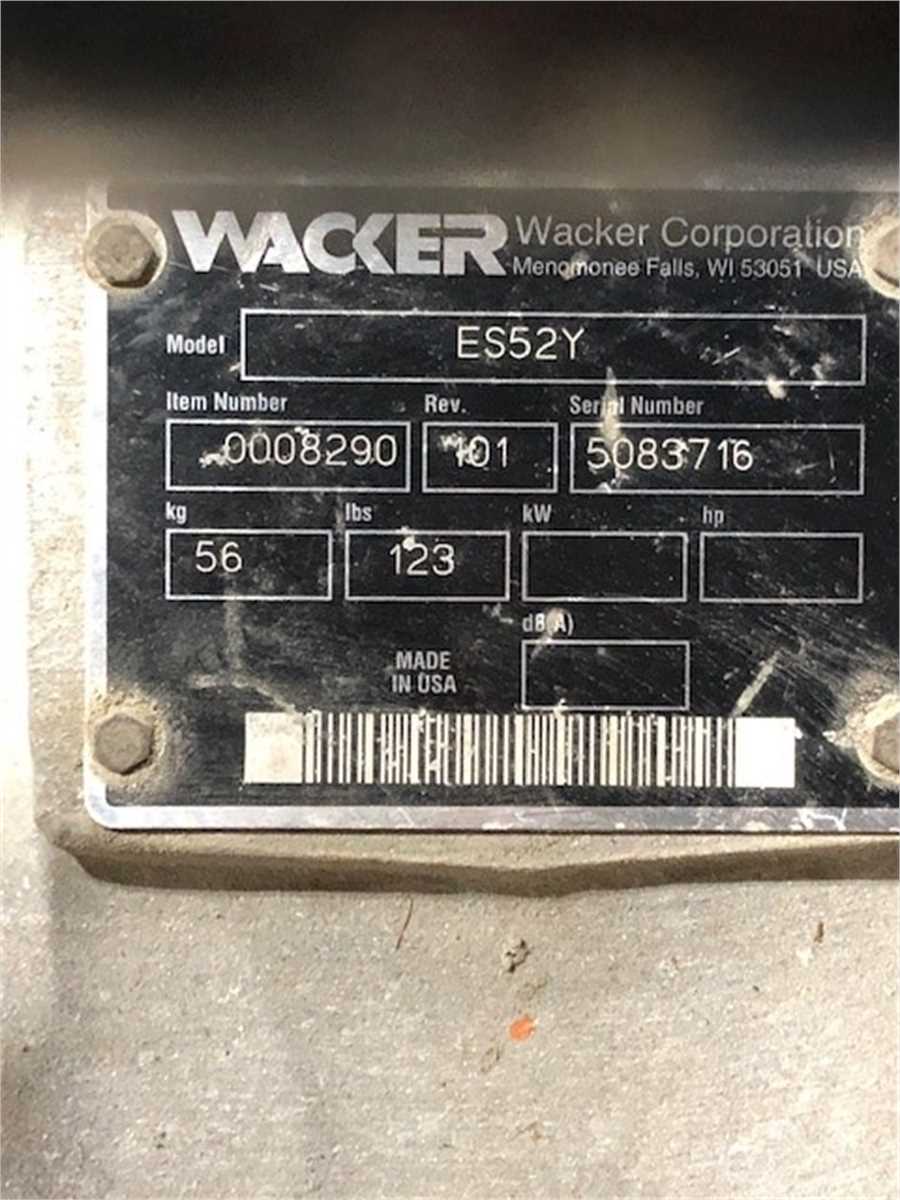 WACKER Wacker Corporation
Menomonee Falls, WI 53051 USA
Model ES52Y
Item Number Rev. Serial Number
0008290 101 5083716
kg lbs kW hp
56 123
dB(A)
MADE
IN USA